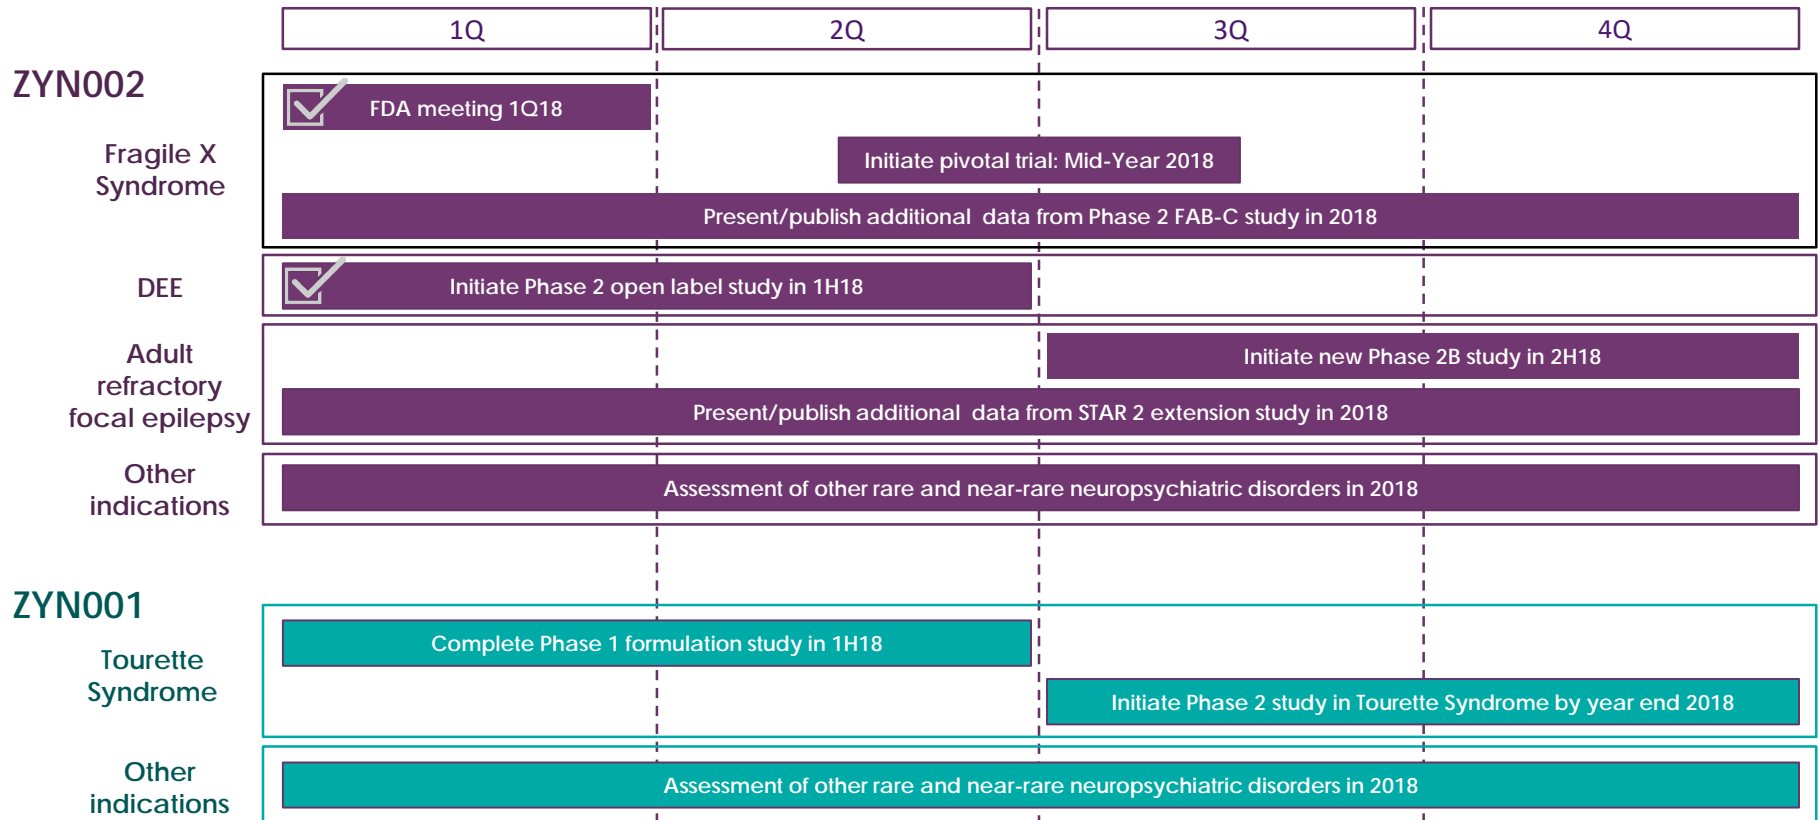 1Q 2Q 3Q 4Q
ZYN002
FDA meeting 1Q18
Fragile X
Syndrome
Initiate pivotal trial: Mid-Year 2018
Present/publish additional data from Phase 2 FAB-C study in 2018
DEE
Initiate Phase 2 open label study in 1H18
Adult
refractory
focal epilepsy
Initiate new Phase 2B study in 2H18
Present/publish additional data from STAR 2 extension study in 2018
Other
indications
Assessment of other rare and near-rare neuropsychiatric disorders in 2018
ZYN001
Tourette
Syndrome
Complete Phase 1 formulation study in 1H18
Initiate Phase 2 study in Tourette Syndrome by year end 2018
Other
indications
Assessment of other rare and near-rare neuropsychiatric disorders in 2018